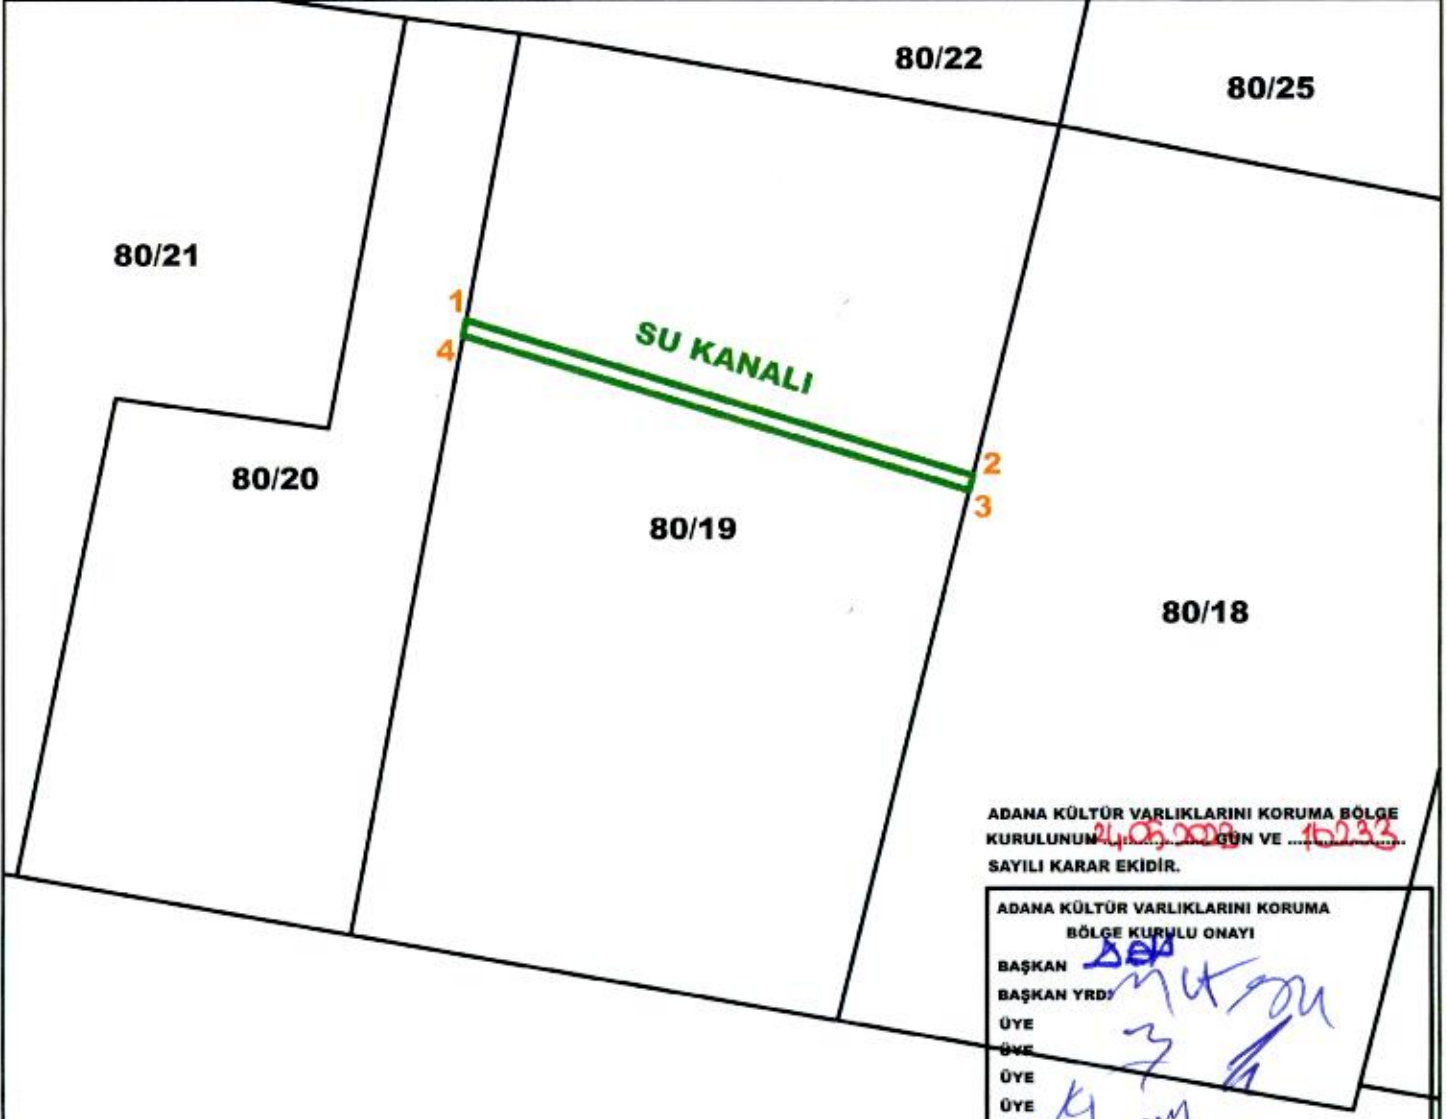 80/22
80/25
80/21
1
SU KANALI
4
2
80/20
3
80/19
80/18
ADANA KÜLTÜR VARLIKLARINI KORUMA BÖLGE
KURULUNUN 24.05.2023 GÜN VE 16233
SAYILI KARAR EKİDİR.
ADANA KÜLTÜR VARLIKLARINI KORUMA
BÖLGE KURULU ONAYI
BAŞKAN
BAŞKAN YRD:
ÜYE
ÜYE
ÜYE
ÜYE